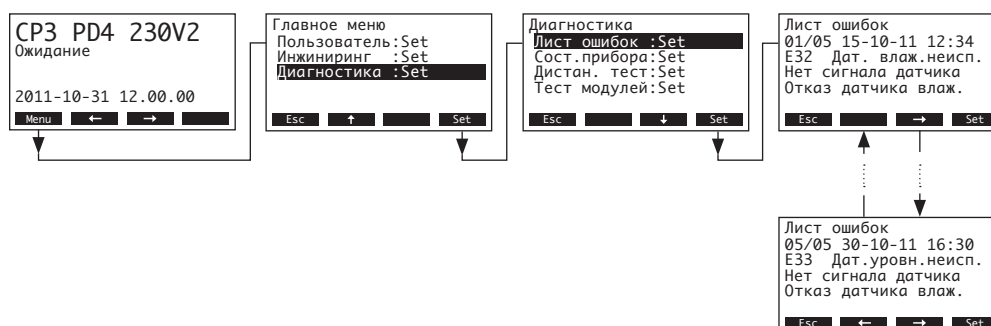 CP3 PD4 230V2
Ожидание
2011-10-31 12.00.00
Menu ← →
Главное меню
Пользователь:Set
Инжиниринг :Set
Диагностика :Set
Esc ↑ Set
Диагностика
Лист ошибок :Set
Сост.прибора:Set
Дистан. тест:Set
Тест модулей:Set
Esc ↓ Set
Лист ошибок
01/05 15-10-11 12:34
E32 Дат. влаж.неисп.
Нет сигнала датчика
Отказ датчика влаж.
Esc → Set
Лист ошибок
05/05 30-10-11 16:30
E33 Дат.уровн.неисп.
Нет сигнала датчика
Отказ датчика влаж.
Esc ← → Set